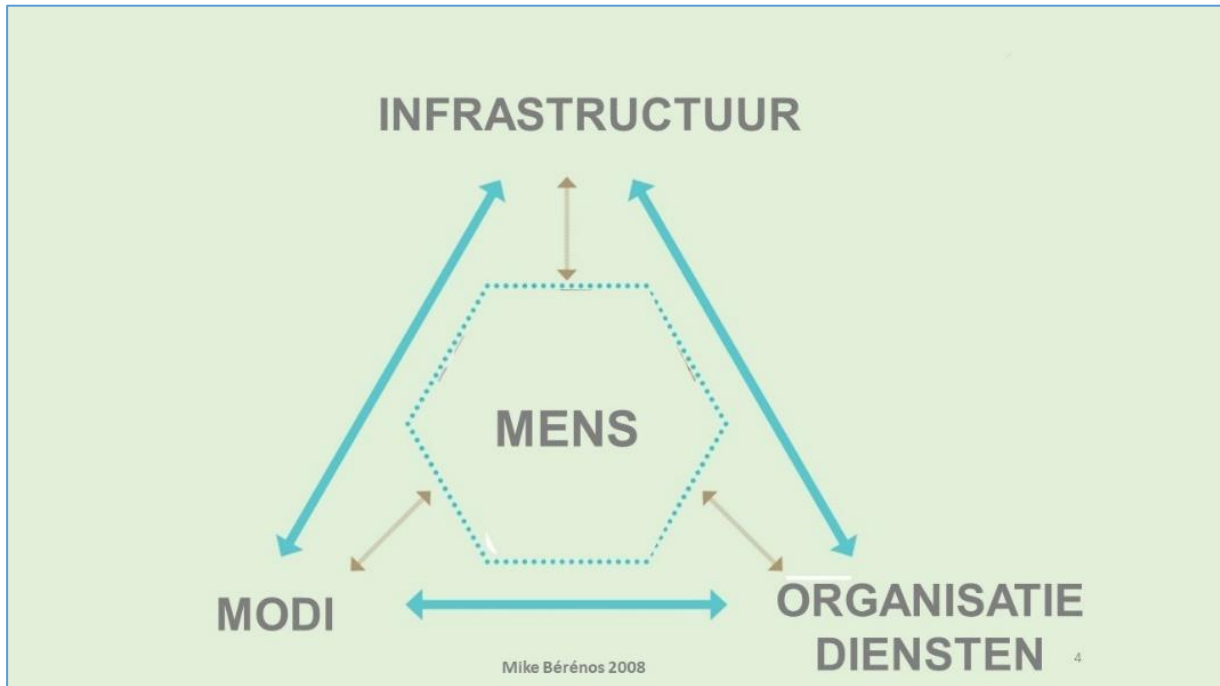 INFRASTRUCTUUR
MENS
MODI
ORGANISATIE
DIENSTEN
4
Mike Bérénos 2008